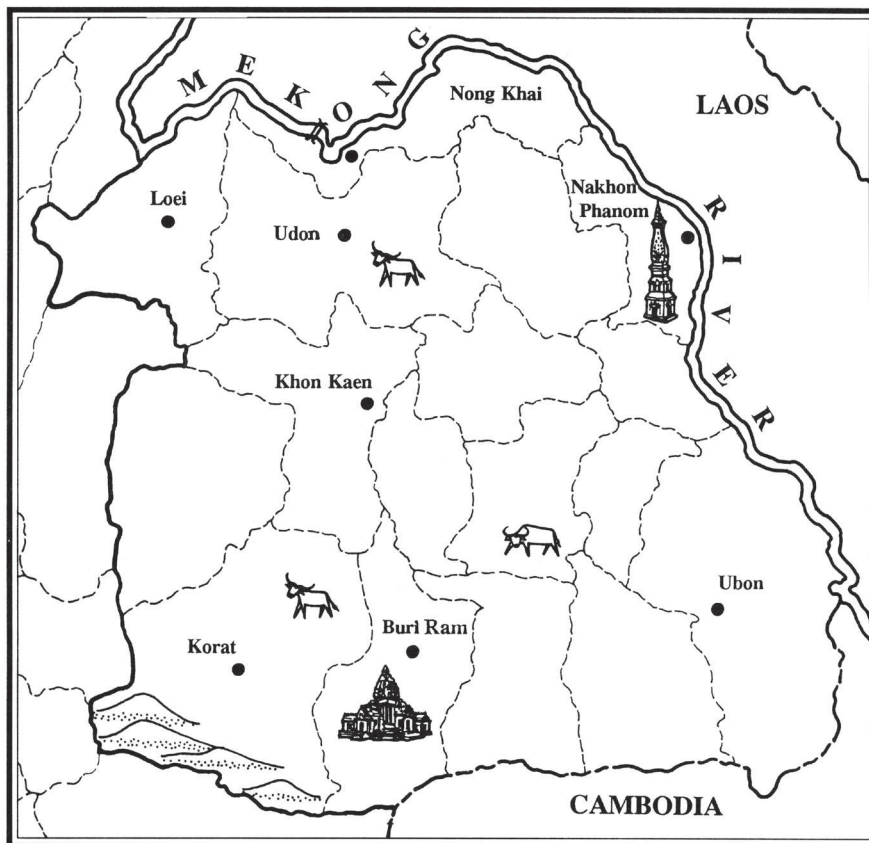 MEKONG
Nong Khai
LAOS
Loei
Nakhon
Phanom
RIVER
Udon
Khon Kaen
Ubon
Buri Ram
Korat
CAMBODIA